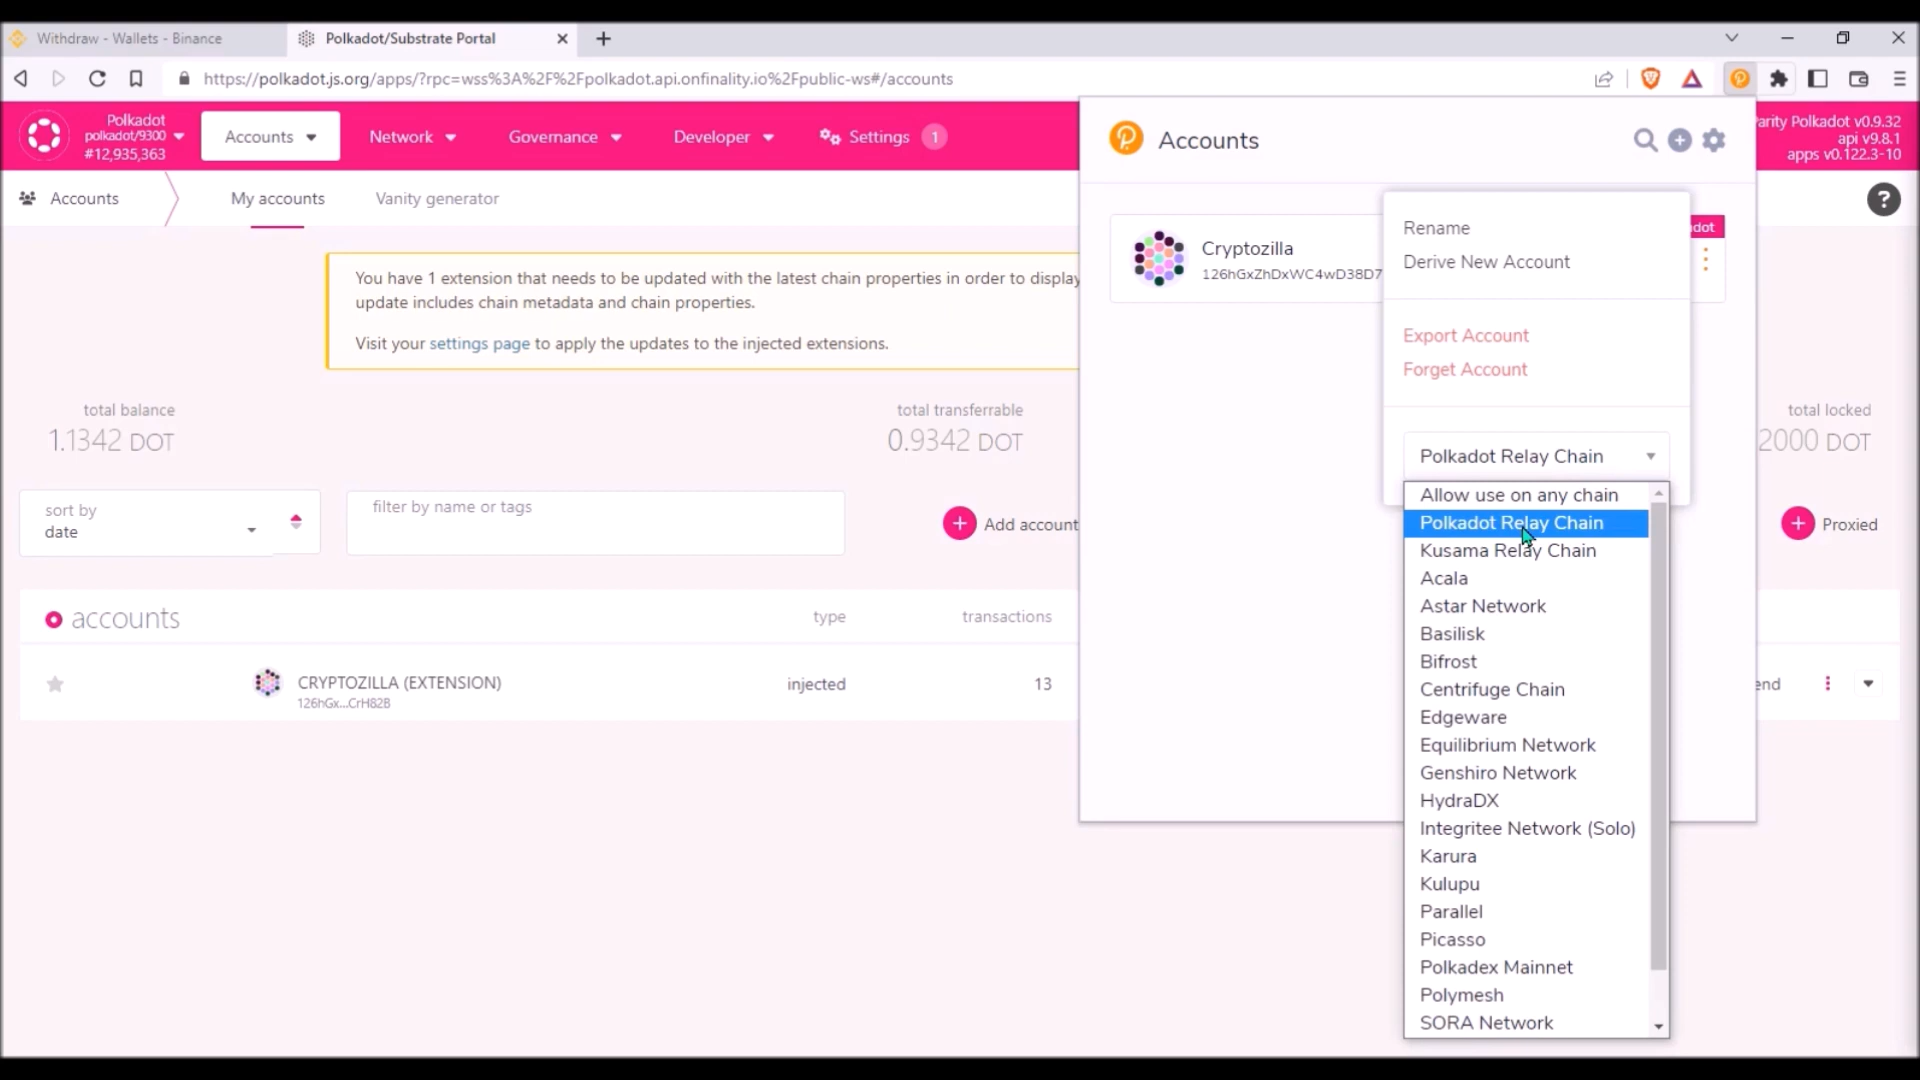 Withdraw - Wallets - Binance
Polkadot/Substrate Portal
https://polkadot.js.org/apps/?rpc=wss%3A%2F%2Fpolkadot.api.onfinality.io%2Fpublic-ws#/accounts
Polkadot
polkadot/9300
#12,935,363
Accounts
Network
Governance
Developer
Settings
1
arity Polkadot v0.9.32
api v9.8.1
apps v0.122.3-10
Accounts
My accounts
Vanity generator
?
You have 1 extension that needs to be updated with the latest chain properties in order to display
update includes chain metadata and chain properties.
Visit your settings page to apply the updates to the injected extensions.
total balance
1.1342 DOT
total transferrable
0.9342 DOT
total locked
2000 DOT
sort by
date
filter by name or tags
Add account
Proxied
accounts
type
transactions
CRYPTOZILLA (EXTENSION)
126hGx...CrH82B
injected
13
end
Accounts
Cryptozilla
126hGxZhDxWC4wD38D7
dot
Rename
Derive New Account
Export Account
Forget Account
Polkadot Relay Chain
Allow use on any chain
Polkadot Relay Chain
Kusama Relay Chain
Acala
Astar Network
Basilisk
Bifrost
Centrifuge Chain
Edgeware
Equilibrium Network
Genshiro Network
HydraDX
Integritee Network (Solo)
Karura
Kulupu
Parallel
Picasso
Polkadex Mainnet
Polymesh
SORA Network